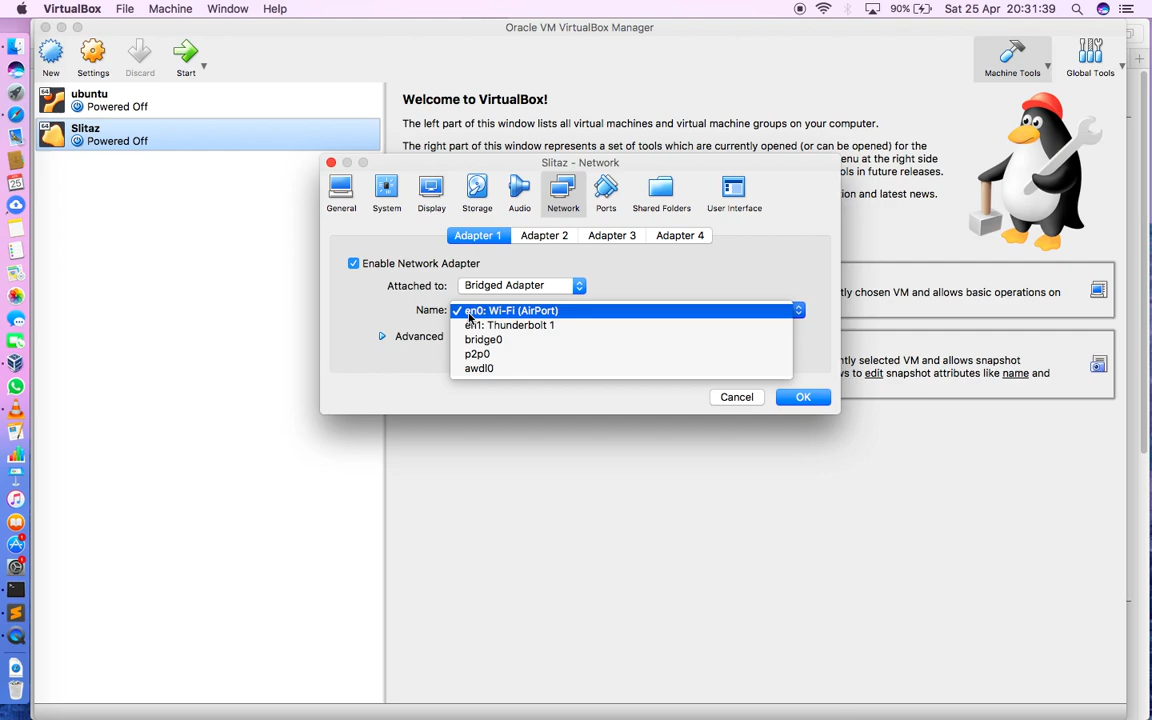 VirtualBox File Machine Window Help 90% Sat 25 Apr 20:31:39
Oracle VM VirtualBox Manager
New Settings Discard Start Machine Tools Global Tools
64 ubuntu
Powered Off
64 Slitaz
Powered Off
Welcome to VirtualBox!
The left part of this window lists all virtual machines and virtual machine groups on your computer.
The right part of this window represents a set of tools which are currently opened (or can be opened) for the
enu at the right side
ols in future releases.
ion and latest news.
Slitaz - Network
General System Display Storage Audio Network Ports Shared Folders User Interface
Adapter 1 Adapter 2 Adapter 3 Adapter 4
Enable Network Adapter
Attached to: Bridged Adapter
Name: en0: Wi-Fi (AirPort)
en1: Thunderbolt 1
bridge0
p2p0
awdl0
Advanced
Cancel OK
tly chosen VM and allows basic operations on
ntly selected VM and allows snapshot
ws to edit snapshot attributes like name and